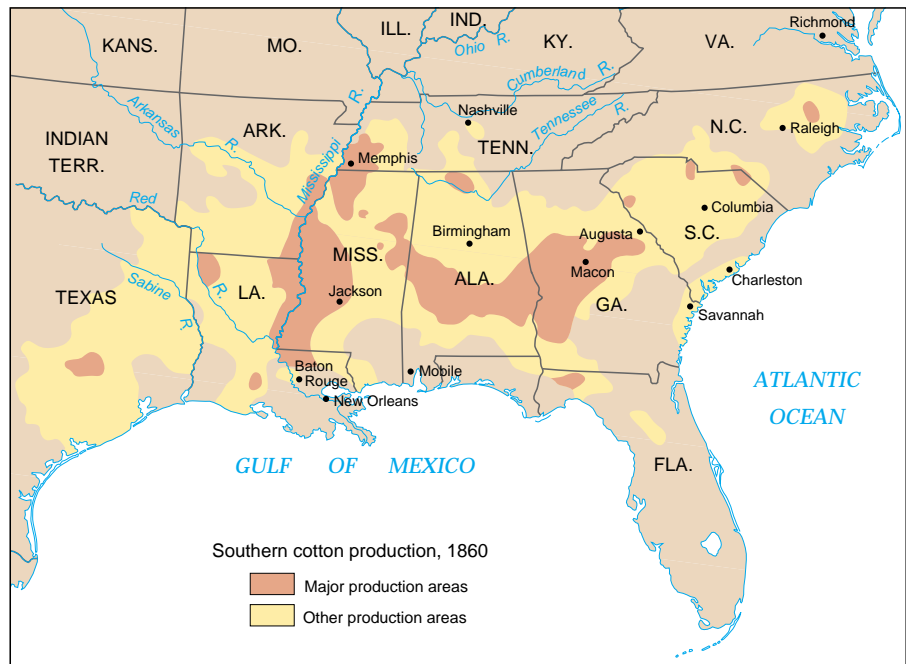 KANS.
MO.
ILL.
IND.
Ohio R.
KY.
VA.
Richmond
Arkansas R.
Mississippi R.
Cumberland R.
Nashville
Tennessee R.
INDIAN
TERR.
ARK.
TENN.
N.C.
Raleigh
Memphis
Red R.
Columbia
S.C.
Birmingham
Augusta
MISS.
ALA.
Macon
GA.
Charleston
Savannah
TEXAS
Sabine R.
LA.
Jackson
Baton
Rouge
Mobile
New Orleans
ATLANTIC
OCEAN
GULF OF MEXICO
FLA.
Southern cotton production, 1860
Major production areas
Other production areas